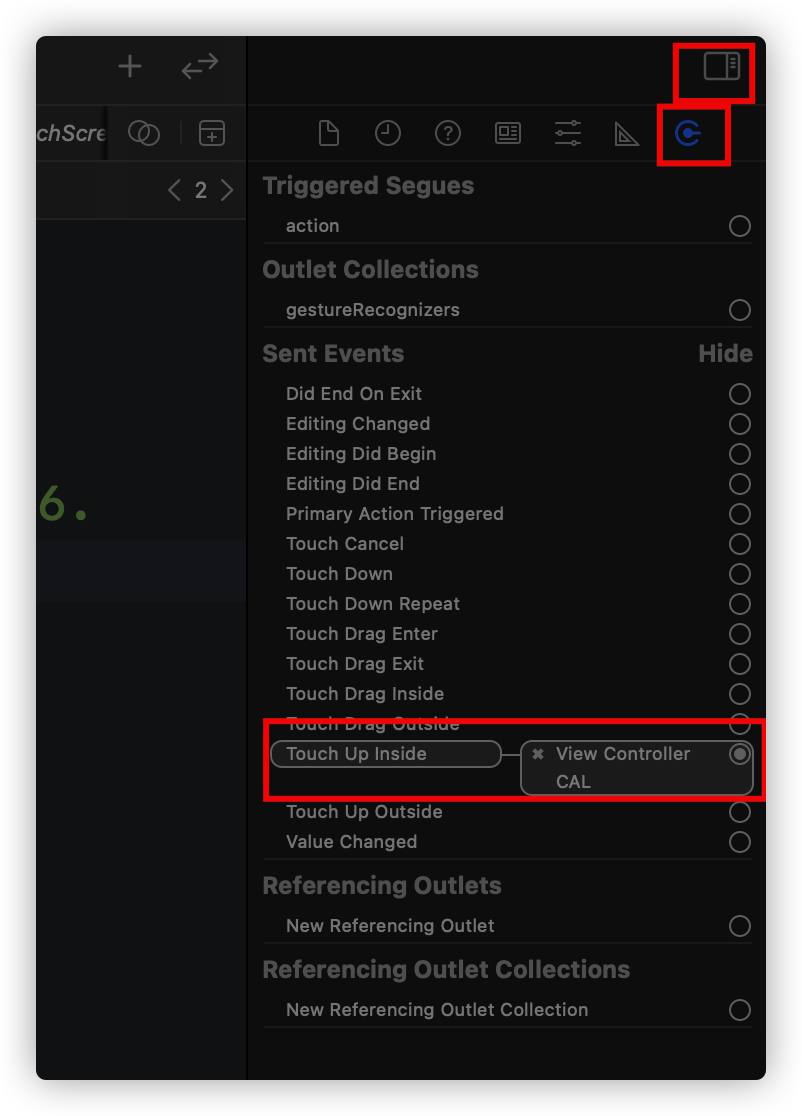 chScre
2
6.
Triggered Segues
action
Outlet Collections
gestureRecognizers
Sent Events Hide
Did End On Exit
Editing Changed
Editing Did Begin
Editing Did End
Primary Action Triggered
Touch Cancel
Touch Down
Touch Down Repeat
Touch Drag Enter
Touch Drag Exit
Touch Drag Inside
Touch Drag Outside
Touch Up Inside View Controller
CAL
Touch Up Outside
Value Changed
Referencing Outlets
New Referencing Outlet
Referencing Outlet Collections
New Referencing Outlet Collection